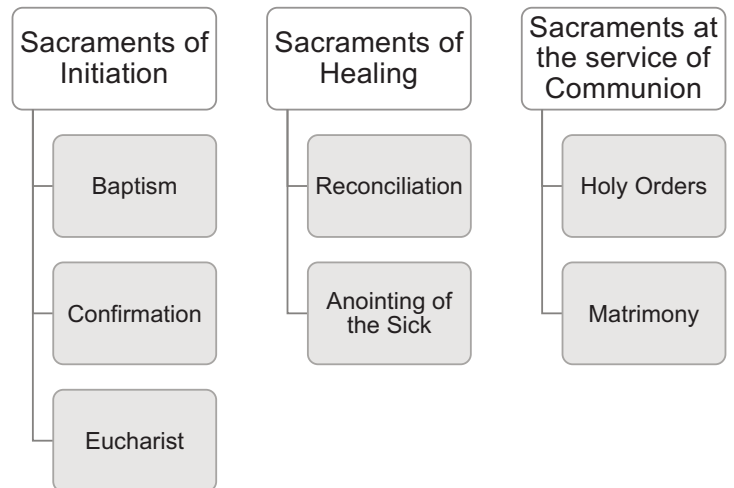 Sacraments of
Initiation
Baptism
Confirmation
Eucharist
Sacraments of
Healing
Reconciliation
Anointing of
the Sick
Sacraments at
the service of
Communion
Holy Orders
Matrimony